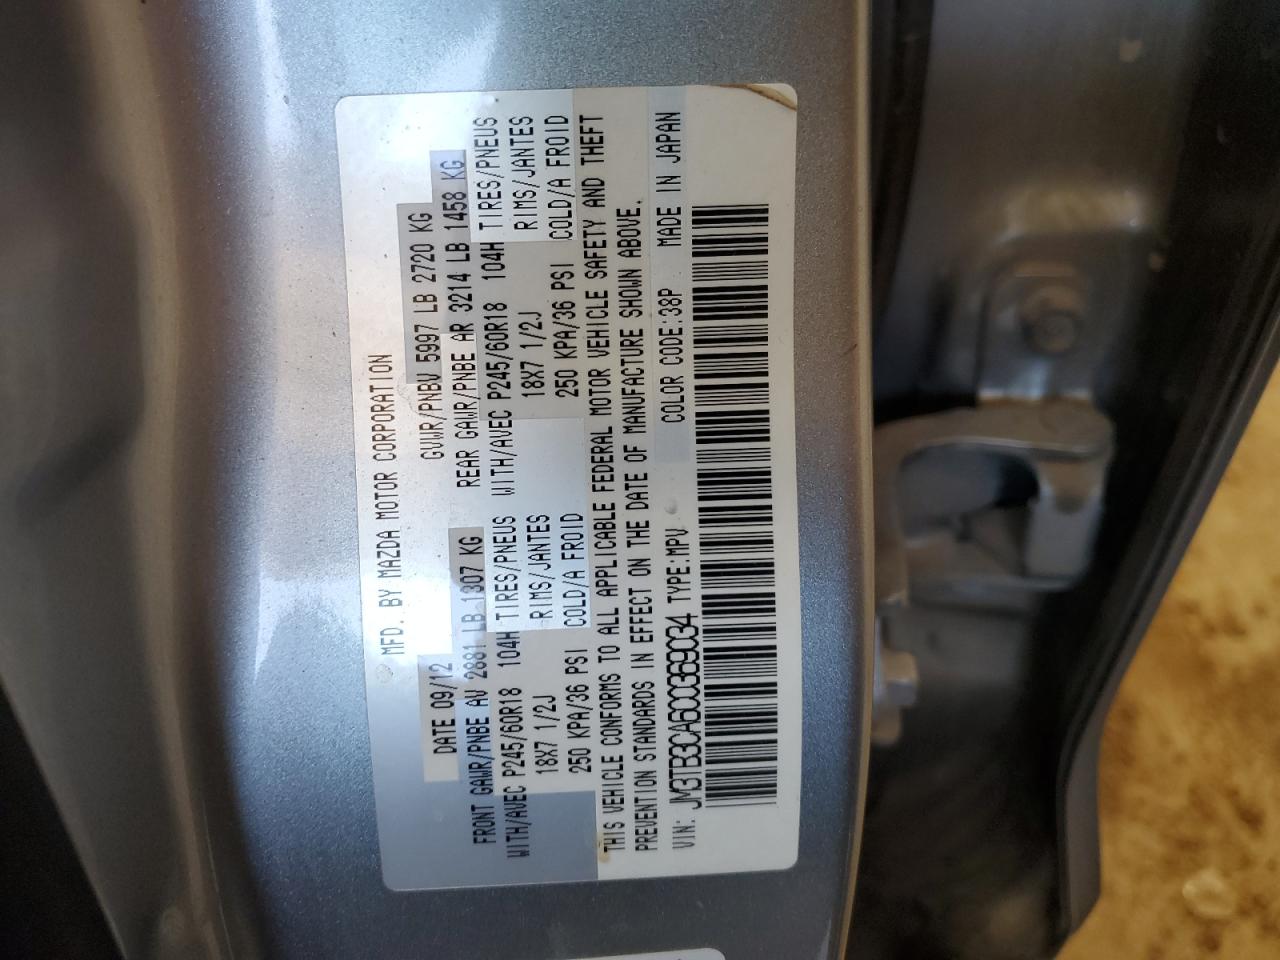 MFD. BY MAZDA MOTOR CORPORATION
DATE 09/12 GVWR/PNBV 5997 LB 2720 KG
FRONT GAWR/PNBE AV 2881 LB 1307 KG REAR GAWR/PNBE AR 3214 LB 1458 KG
WITH/AVEC P245/60R18 104H TIRES/PNEUS WITH/AVEC P245/60R18 104H TIRES/PNEUS
18X7 1/2J RIMS/JANTES 18X7 1/2J RIMS/JANTES
250 KPA/36 PSI COLD/A FROID 250 KPA/36 PSI COLD/A FROID
THIS VEHICLE CONFORMS TO ALL APPLICABLE FEDERAL MOTOR VEHICLE SAFETY AND THEFT
PREVENTION STANDARDS IN EFFECT ON THE DATE OF MANUFACTURE SHOWN ABOVE.
VIN: JM3TB3DA6D0369034 TYPE:MPV COLOR CODE:38P MADE IN JAPAN